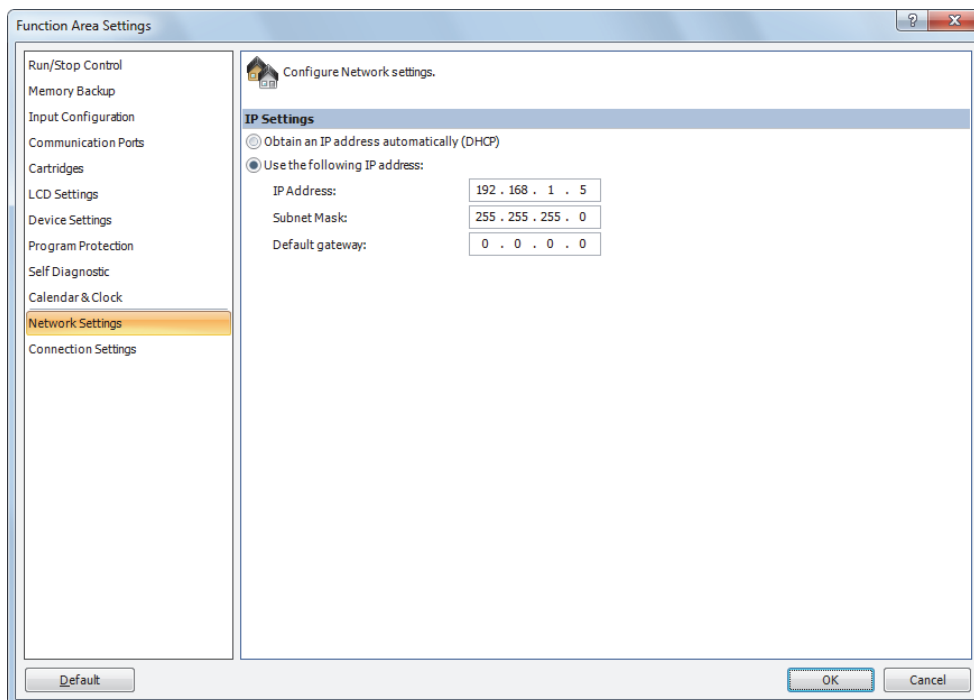 Function Area Settings
?
Run/Stop Control
Memory Backup
Input Configuration
Communication Ports
Cartridges
LCD Settings
Device Settings
Program Protection
Self Diagnostic
Calendar & Clock
Network Settings
Connection Settings
Configure Network settings.
IP Settings
Obtain an IP address automatically (DHCP)
Use the following IP address:
IP Address: 192 . 168 . 1 . 5
Subnet Mask: 255 . 255 . 255 . 0
Default gateway: 0 . 0 . 0 . 0
Default OK Cancel